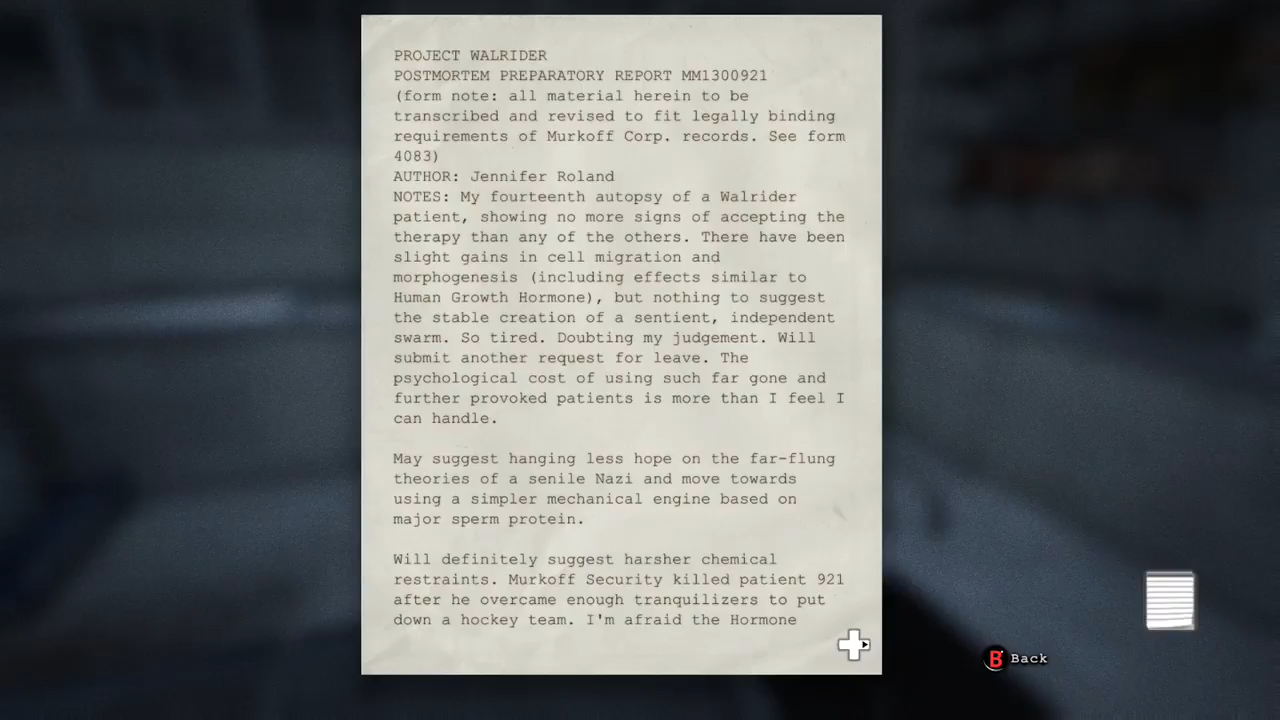 PROJECT WALRIDER
POSTMORTEM PREPARATORY REPORT MM1300921
(form note: all material herein to be
transcribed and revised to fit legally binding
requirements of Murkoff Corp. records. See form
4083)
AUTHOR: Jennifer Roland
NOTES: My fourteenth autopsy of a Walrider
patient, showing no more signs of accepting the
therapy than any of the others. There have been
slight gains in cell migration and
morphogenesis (including effects similar to
Human Growth Hormone), but nothing to suggest
the stable creation of a sentient, independent
swarm. So tired. Doubting my judgement. Will
submit another request for leave. The
psychological cost of using such far gone and
further provoked patients is more than I feel I
can handle.
May suggest hanging less hope on the far-flung
theories of a senile Nazi and move towards
using a simpler mechanical engine based on
major sperm protein.
Will definitely suggest harsher chemical
restraints. Murkoff Security killed patient 921
after he overcame enough tranquilizers to put
down a hockey team. I'm afraid the Hormone
B Back